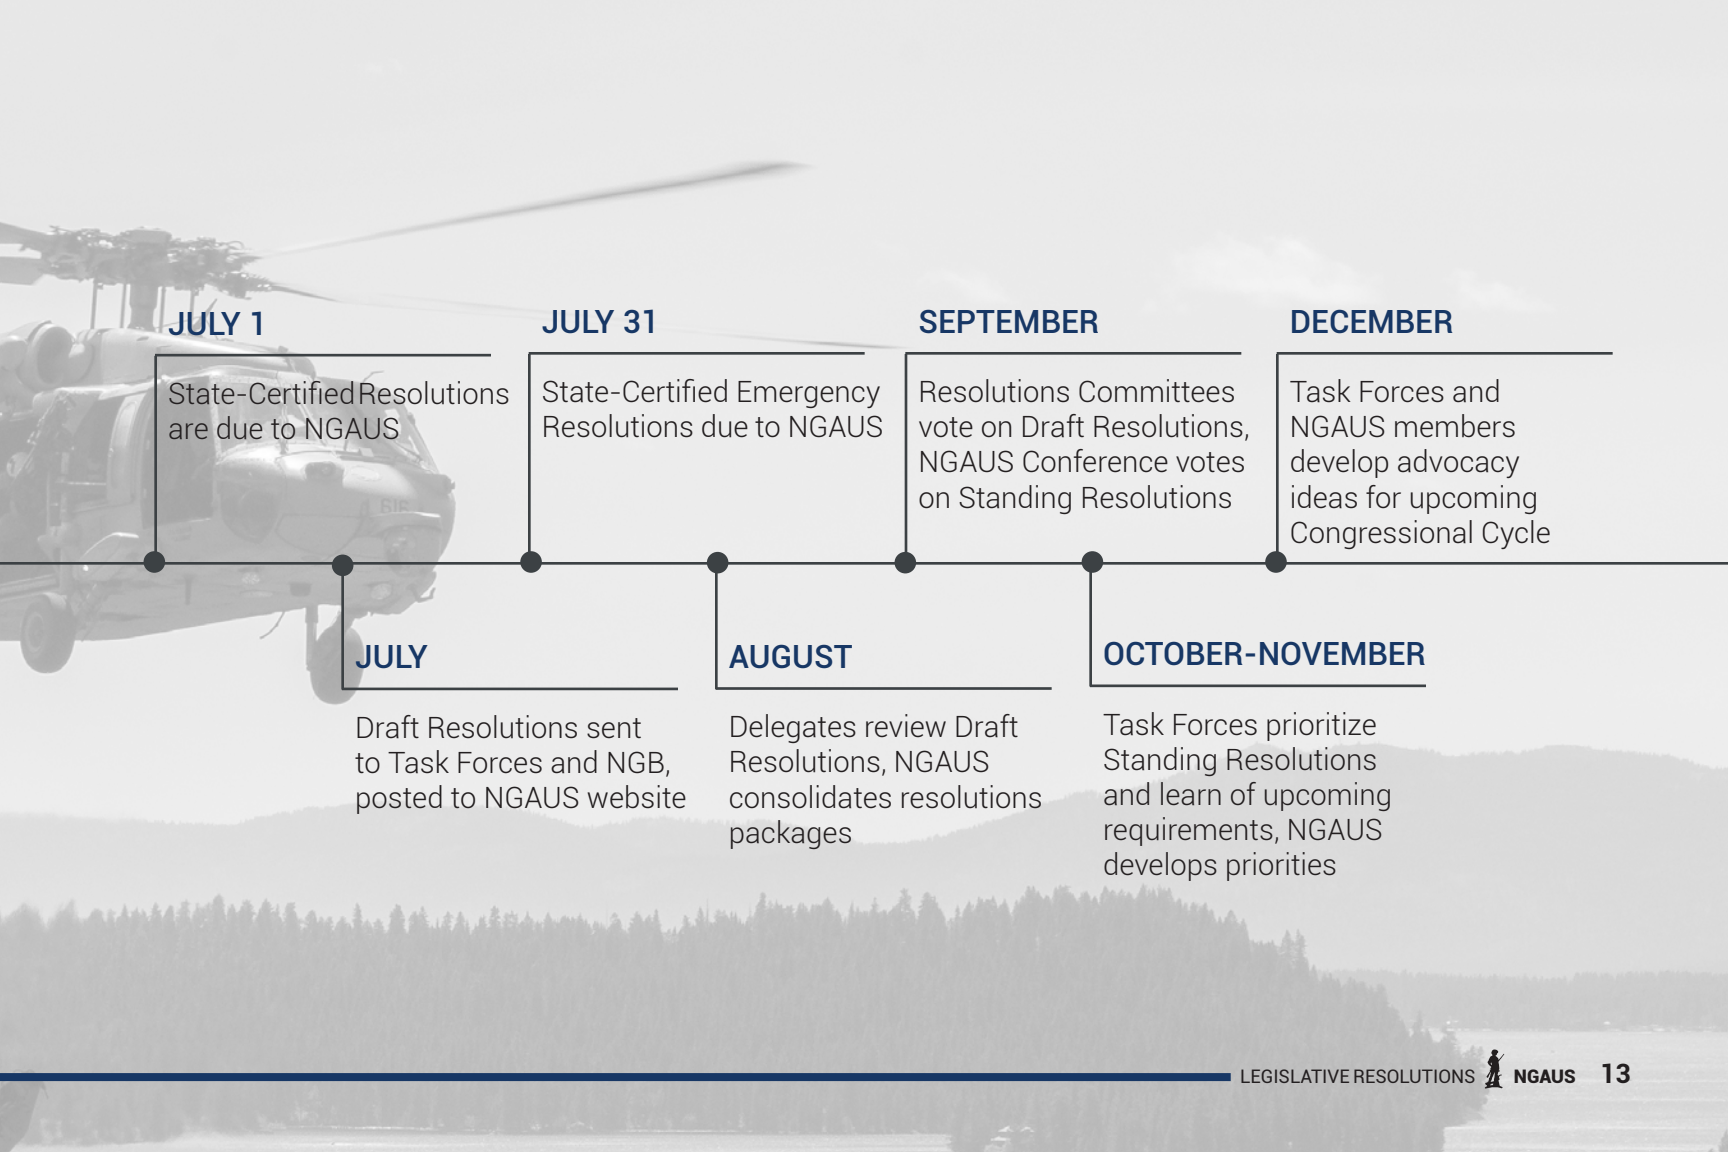 JULY 1
State-Certified Resolutions
are due to NGAUS
JULY
Draft Resolutions sent
to Task Forces and NGB,
posted to NGAUS website
JULY 31
State-Certified Emergency
Resolutions due to NGAUS
AUGUST
Delegates review Draft
Resolutions, NGAUS
consolidates resolutions
packages
SEPTEMBER
Resolutions Committees
vote on Draft Resolutions,
NGAUS Conference votes
on Standing Resolutions
OCTOBER-NOVEMBER
Task Forces prioritize
Standing Resolutions
and learn of upcoming
requirements, NGAUS
develops priorities
DECEMBER
Task Forces and
NGAUS members
develop advocacy
ideas for upcoming
Congressional Cycle
616
LEGISLATIVE RESOLUTIONS NGAUS 13